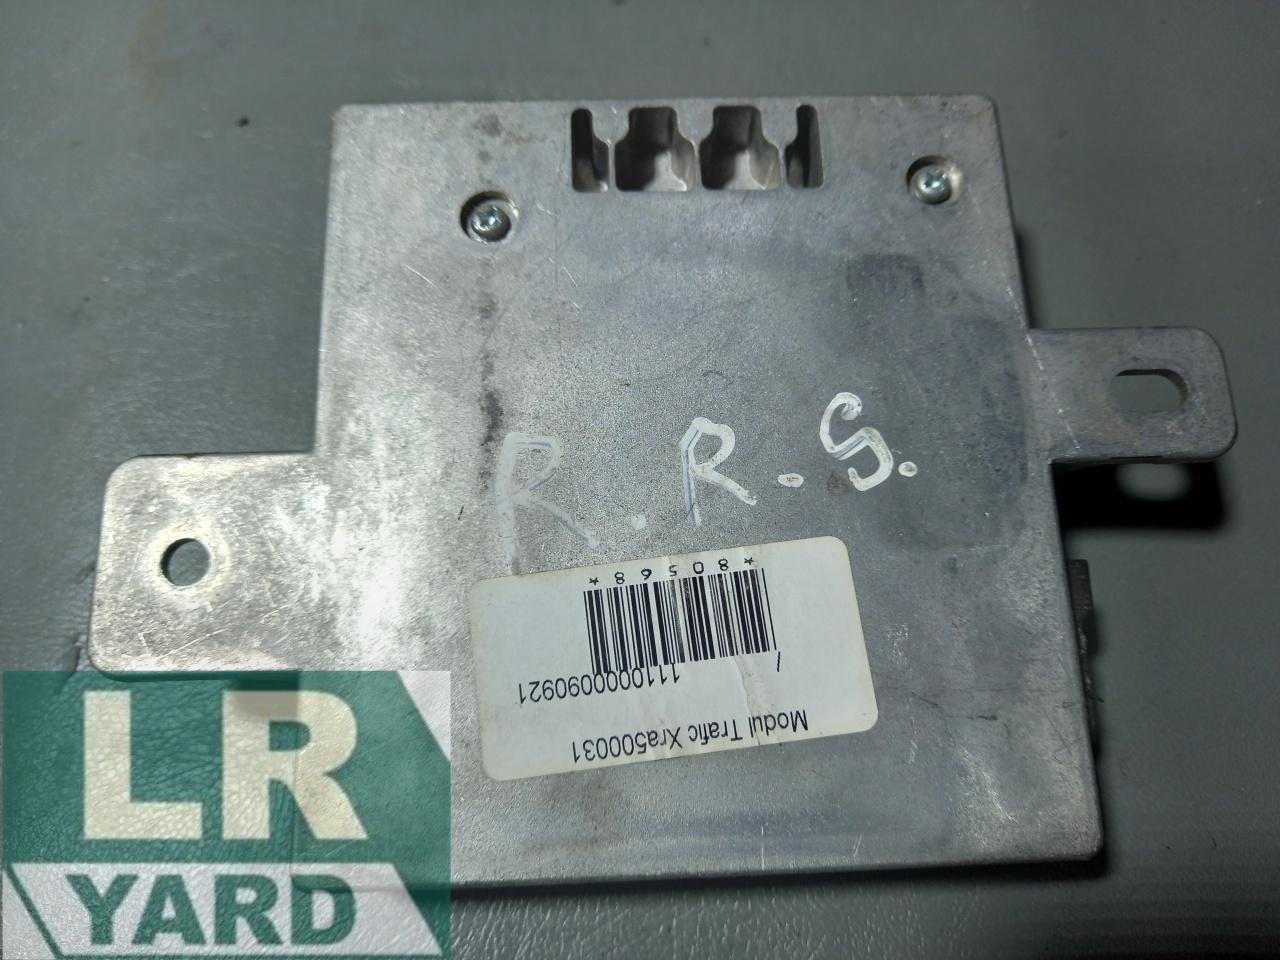 R.R.S.
Modul Trafic Xra500031
1110000090921
/
*80568*
LR
YARD